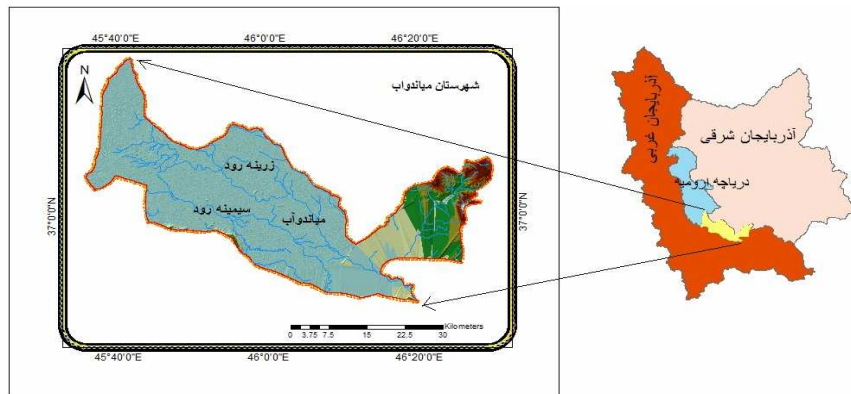 45°40'0"E
46°0'0"E
46°20'0"E
N
شهرستان میاندواب
زرینه رود
سیمینه رود
میاندوآب
37°0'0"N
37°0'0"N
Kilometers
0 3.75 7.5 15 22.5 30
45°40'0"E
46°0'0"E
46°20'0"E
آذربایجان غربی
آذربایجان شرقی
دریاچه ارومیه